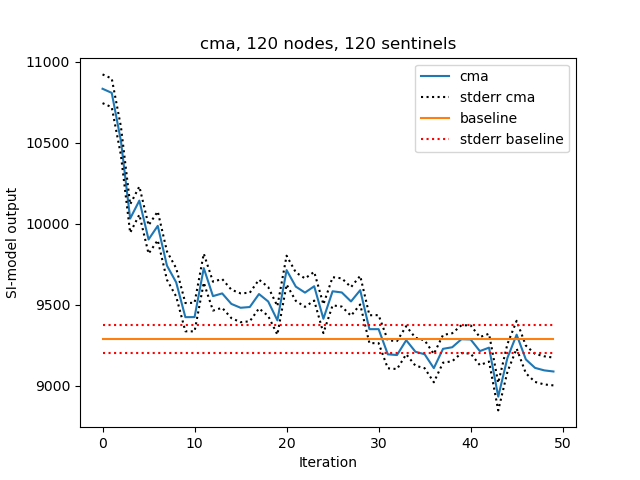 cma, 120 nodes, 120 sentinels
11000
10500
10000
9500
9000
SI-model output
cma
stderr cma
baseline
stderr baseline
0
10
20
30
40
50
Iteration